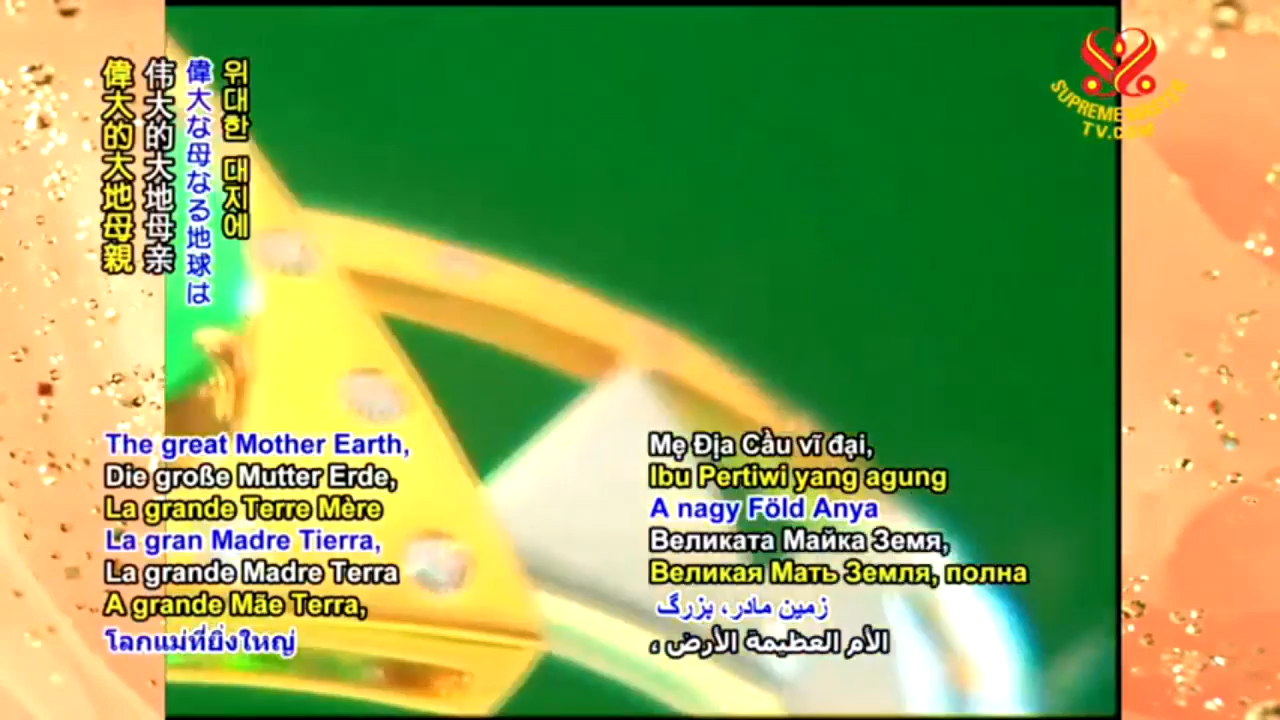 偉大的大地母親
伟大的大地母亲
偉大な母なる地球は
위대한 대지에
SUPREME MASTER
TV.COM
The great Mother Earth,
Die große Mutter Erde,
La grande Terre Mère
La gran Madre Tierra,
La grande Madre Terra
A grande Mãe Terra,
โลกแม่ที่ยิ่งใหญ่
Mẹ Địa Cầu vĩ đại,
Ibu Pertiwi yang agung
A nagy Föld Anya
Великата Майка Земя,
Великая Мать Земля, полна
زمین مادر، بزرگ
الأم العظيمة الأرض ،